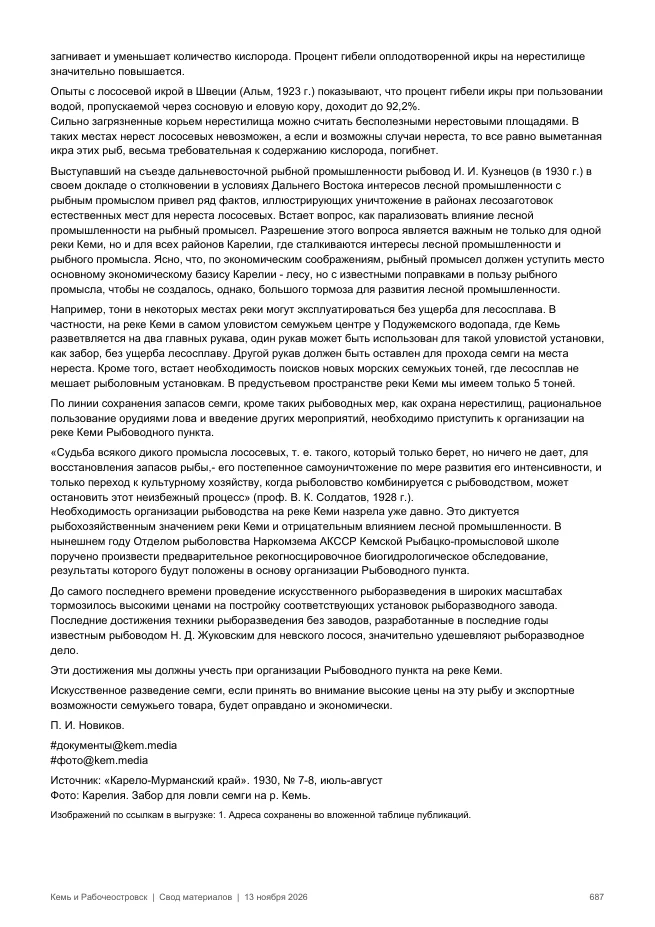 загнивает и уменьшает количество кислорода. Процент гибели оплодотворенной икры на нерестилище
значительно повышается.
Опыты с лососевой икрой в Швеции (Альм, 1923 г.) показывают, что процент гибели икры при пользовании
водой, пропускаемой через сосновую и еловую кору, доходит до 92,2%.
Сильно загрязненные корьем нерестилища можно считать бесполезными нерестовыми площадями. В
таких местах нерест лососевых невозможен, а если и возможны случаи нереста, то все равно выметанная
икра этих рыб, весьма требовательная к содержанию кислорода, погибнет.
Выступавший на съезде дальневосточной рыбной промышленности рыбовод И. И. Кузнецов (в 1930 г.) в
своем докладе о столкновении в условиях Дальнего Востока интересов лесной промышленности с
рыбным промыслом привел ряд фактов, иллюстрирующих уничтожение в районах лесозаготовок
естественных мест для нереста лососевых. Встает вопрос, как парализовать влияние лесной
промышленности на рыбный промысел. Разрешение этого вопроса является важным не только для одной
реки Кеми, но и для всех районов Карелии, где сталкиваются интересы лесной промышленности и
рыбного промысла. Ясно, что, по экономическим соображениям, рыбный промысел должен уступить место
основному экономическому базису Карелии - лесу, но с известными поправками в пользу рыбного
промысла, чтобы не создалось, однако, большого тормоза для развития лесной промышленности.
Например, тони в некоторых местах реки могут эксплуатироваться без ущерба для лесосплава. В
частности, на реке Кеми в самом уловистом семужьем центре у Подужемского водопада, где Кемь
разветвляется на два главных рукава, один рукав может быть использован для такой уловистой установки,
как забор, без ущерба лесосплаву. Другой рукав должен быть оставлен для прохода семги на места
нереста. Кроме того, встает необходимость поисков новых морских семужьих тоней, где лесосплав не
мешает рыболовным установкам. В предустьевом пространстве реки Кеми мы имеем только 5 тоней.
По линии сохранения запасов семги, кроме таких рыбоводных мер, как охрана нерестилищ, рациональное
пользование орудиями лова и введение других мероприятий, необходимо приступить к организации на
реке Кеми Рыбоводного пункта.
«Судьба всякого дикого промысла лососевых, т. е. такого, который только берет, но ничего не дает, для
восстановления запасов рыбы,- его постепенное самоуничтожение по мере развития его интенсивности, и
только переход к культурному хозяйству, когда рыболовство комбинируется с рыбоводством, может
остановить этот неизбежный процесс» (проф. В. К. Солдатов, 1928 г.).
Необходимость организации рыбоводства на реке Кеми назрела уже давно. Это диктуется
рыбохозяйственным значением реки Кеми и отрицательным влиянием лесной промышленности. В
нынешнем году Отделом рыболовства Наркомзема АКССР Кемской Рыбацко-промысловой школе
поручено произвести предварительное рекогносцировочное биогидрологическое обследование,
результаты которого будут положены в основу организации Рыбоводного пункта.
До самого последнего времени проведение искусственного рыборазведения в широких масштабах
тормозилось высокими ценами на постройку соответствующих установок рыборазводного завода.
Последние достижения техники рыборазведения без заводов, разработанные в последние годы
известным рыбоводом Н. Д. Жуковским для невского лосося, значительно удешевляют рыборазводное
дело.
Эти достижения мы должны учесть при организации Рыбоводного пункта на реке Кеми.
Искусственное разведение семги, если принять во внимание высокие цены на эту рыбу и экспортные
возможности семужьего товара, будет оправдано и экономически.
П. И. Новиков.
#документы@kem.media
#фото@kem.media
Источник: «Карело-Мурманский край». 1930, № 7-8, июль-август
Фото: Карелия. Забор для ловли семги на р. Кемь.
Изображений по ссылкам в выгрузке: 1. Адреса сохранены во вложенной таблице публикаций.
Кемь и Рабочеостровск | Свод материалов | 13 ноября 2026
687